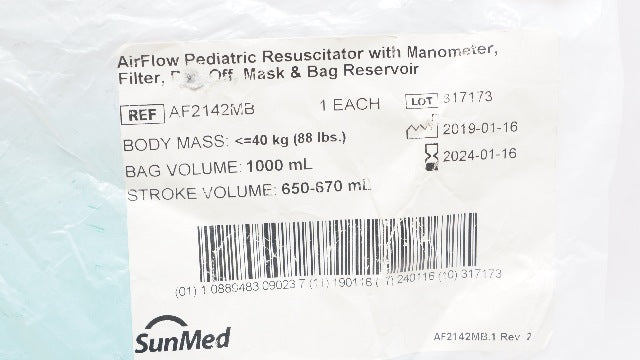 AirFlow Pediatric Resuscitator with Manometer,
Filter, Off, Mask & Bag Reservoir
REF AF2142MB 1 EACH LOT 317173
2019-01-16
BODY MASS: <=40 kg (88 lbs.)
2024-01-16
BAG VOLUME: 1000 mL
STROKE VOLUME: 650-670 mL
(01) 1 0880483 09023 7 (11) 190116 ( 7) 240116 (10) 317173
SunMed
AF2142MB.1 Rev 2